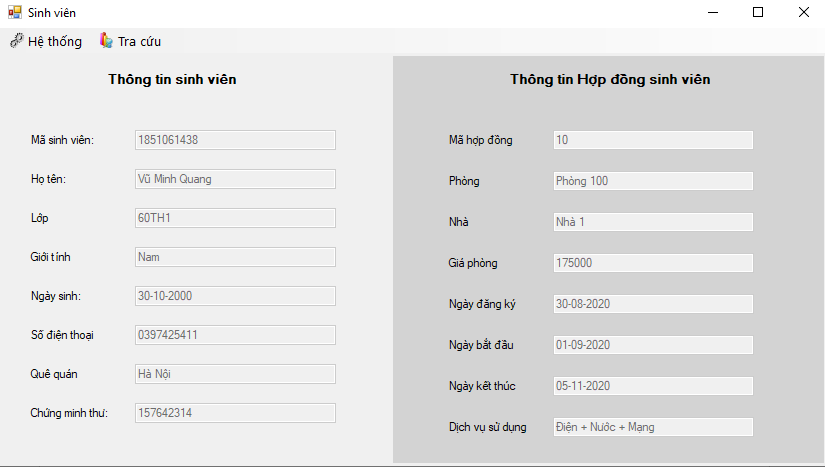 Sinh viên
Hệ thống Tra cứu
Thông tin sinh viên
Mã sinh viên: 1851061438
Họ tên: Vũ Minh Quang
Lớp 60TH1
Giới tính Nam
Ngày sinh: 30-10-2000
Số điện thoại 0397425411
Quê quán Hà Nội
Chứng minh thư: 157642314
Thông tin Hợp đồng sinh viên
Mã hợp đồng 10
Phòng Phòng 100
Nhà Nhà 1
Giá phòng 175000
Ngày đăng ký 30-08-2020
Ngày bắt đầu 01-09-2020
Ngày kết thúc 05-11-2020
Dịch vụ sử dụng Điện + Nước + Mạng